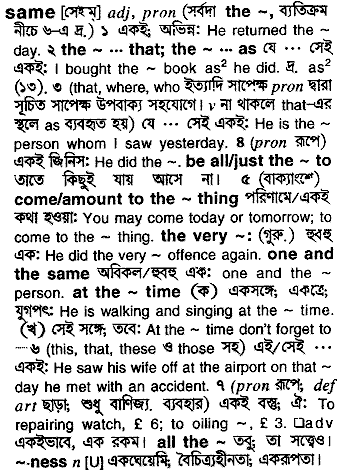 same [সেইম্] adj, pron (সর্বদা the ~, ব্যতিক্রম
নীচে ৬–এ দ্র.) ১ একই; অভিন্ন: He returned the ~
day. ২ the ~ ··· that; the ~ ··· as যে ··· সেই
একই: I bought the ~ book as² he did. দ্র. as²
(১৩). ৩ (that, where, who ইত্যাদি সাপেক্ষ pron দ্বারা
সূচিত সাপেক্ষ উপবাক্য সহযোগে। v না থাকলে that–এর
স্থলে as ব্যবহৃত হয়) যে ··· সেই একই: He is the ~
person whom I saw yesterday. 8 (pron রূপে)
একই জিনিস: He did the ~. be all/just the ~ to
তাতে কিছুই যায় আসে না। ৫ (বাক্যাংশে)
come/amount to the ~ thing পরিণামে/একই
কথা হওয়া: You may come today or tomorrow; to
come to the ~ thing. the very ~: (গুরু.) হুবহু
এক: He did the very ~ offence again. one and
the same অবিকল/হুবহু এক: one and the ~
person. at the ~ time (ক) একসঙ্গে; একত্রে;
যুগপৎ: He is walking and singing at the ~ time.
(খ) সেই সঙ্গে; তবে: At the ~ time don't forget to
···৬ (this, that, these ও those সহ) এই/সেই ···
একই: He saw his wife off at the airport on that ~
day he met with an accident. ৭ (pron রূপে; def
art ছাড়া; শুধু বাণিজ্য. ব্যবহার) একই বস্তু; ঐ: To
repairing watch, £ 6; to oiling ~, £ 3. □adv
একইভাবে, এক রকম। all the ~ তবু; তা সত্ত্বেও।
~·ness n [U] একঘেয়েমি; বৈচিত্র্যহীনতা; একরূপতা।